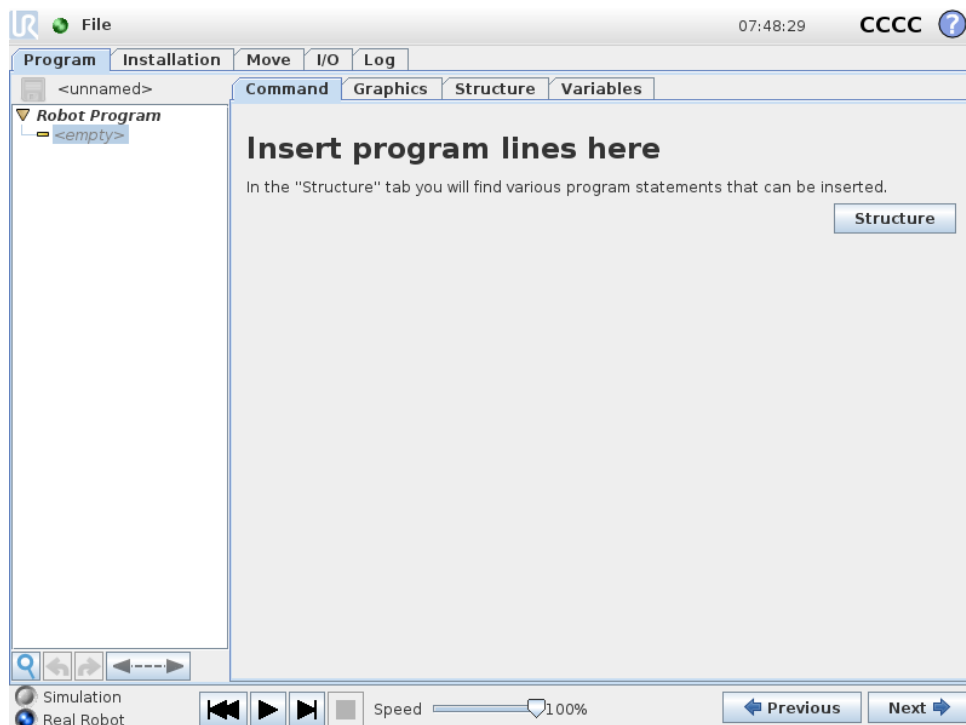 UR File 07:48:29 CCCC ?
Program Installation Move I/O Log
<unnamed> Command Graphics Structure Variables
Robot Program
<empty>
Insert program lines here
In the "Structure" tab you will find various program statements that can be inserted.
Structure
Simulation
Real Robot
Speed 100% Previous Next